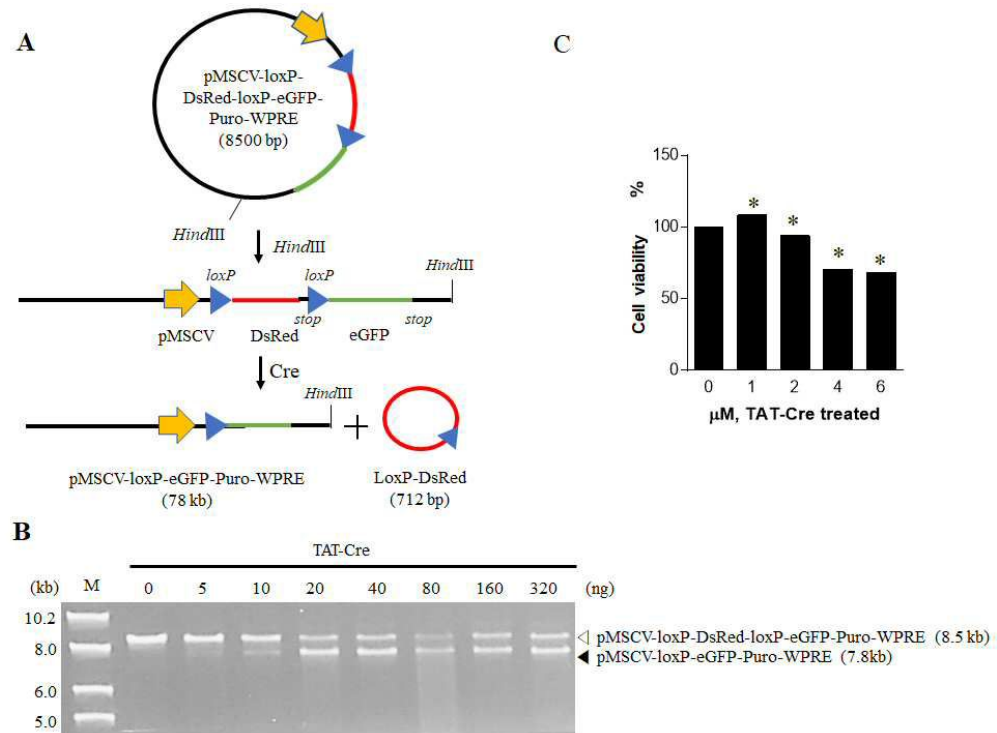 A
pMSCV-loxP-
DsRed-loxP-eGFP-
Puro-WPRE
(8500 bp)
HindIII
HindIII
HindIII
loxP
loxP
stop
stop
pMSCV
DsRed
eGFP
Cre
HindIII
+
pMSCV-loxP-eGFP-Puro-WPRE
(78 kb)
LoxP-DsRed
(712 bp)
C
Cell viability %
150
100
50
0
* * * *
0 1 2 4 6
μM, TAT-Cre treated
B
TAT-Cre
(kb) M 0 5 10 20 40 80 160 320 (ng)
10.2
8.0
6.0
5.0
pMSCV-loxP-DsRed-loxP-eGFP-Puro-WPRE (8.5 kb)
pMSCV-loxP-eGFP-Puro-WPRE (7.8kb)